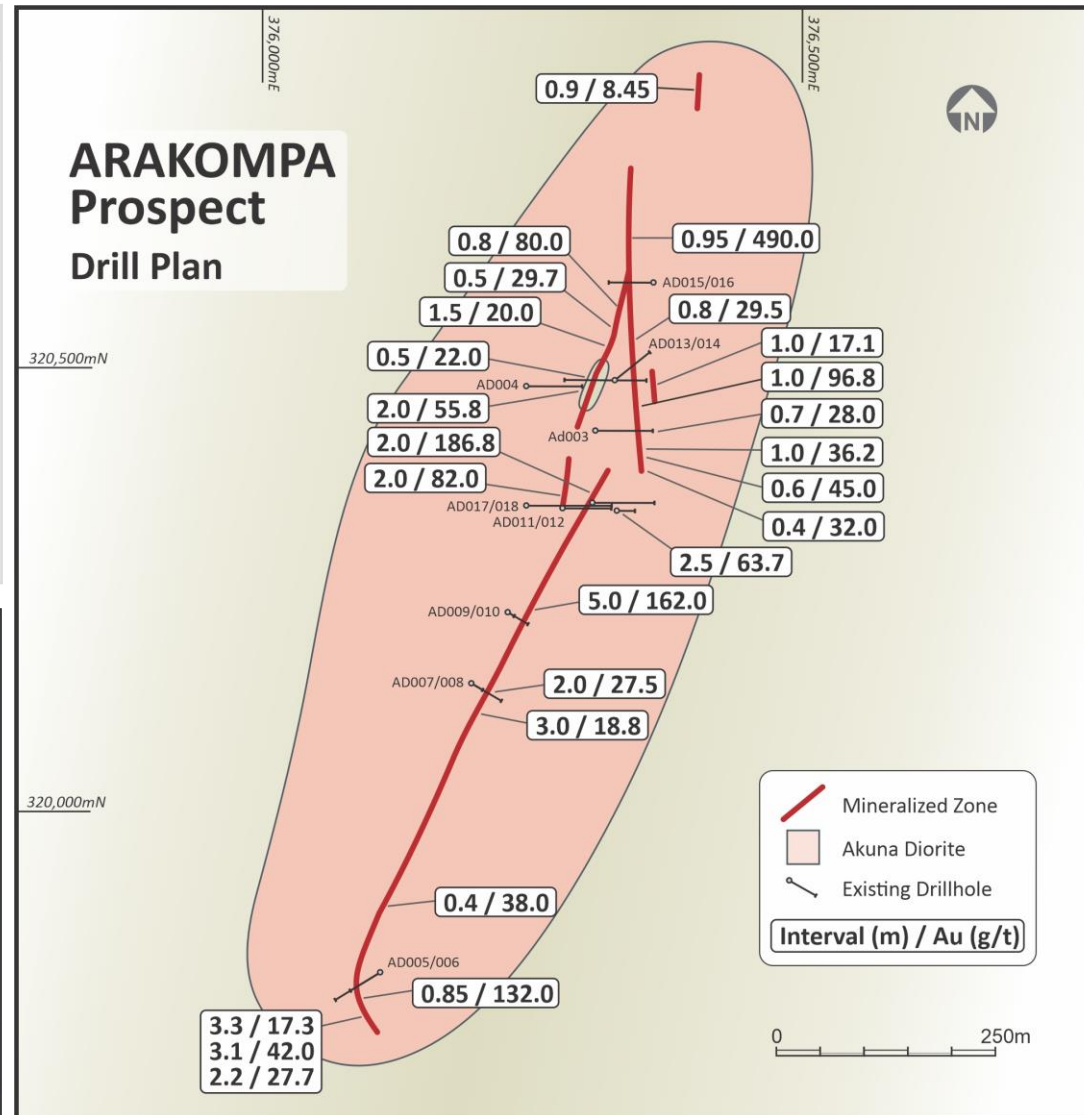 376,000mE
376,500mE
N
ARAKOMPA
Prospect
Drill Plan
0.9 / 8.45
0.8 / 80.0
0.95 / 490.0
0.5 / 29.7
AD015/016
1.5 / 20.0
0.8 / 29.5
AD013/014
0.5 / 22.0
1.0 / 17.1
320,500mN
AD004
1.0 / 96.8
2.0 / 55.8
0.7 / 28.0
Ad003
2.0 / 186.8
1.0 / 36.2
2.0 / 82.0
0.6 / 45.0
AD017/018
AD011/012
0.4 / 32.0
2.5 / 63.7
AD009/010
5.0 / 162.0
AD007/008
2.0 / 27.5
3.0 / 18.8
320,000mN
0.4 / 38.0
AD005/006
0.85 / 132.0
3.3 / 17.3
3.1 / 42.0
2.2 / 27.7
Mineralized Zone
Akuna Diorite
Existing Drillhole
Interval (m) / Au (g/t)
0 250m